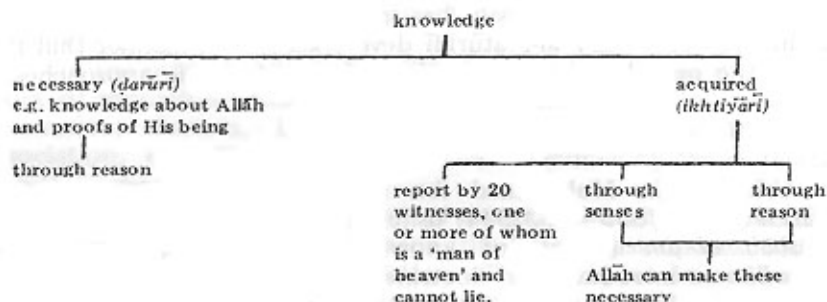 knowledge
necessary (ḍarūrī)
e.g. knowledge about Allāh
and proofs of His being
through reason
acquired
(ikhtiyārī)
report by 20
witnesses, one
or more of whom
is a 'man of
heaven' and
cannot lie.
through
senses
through
reason
Allāh can make these
necessary